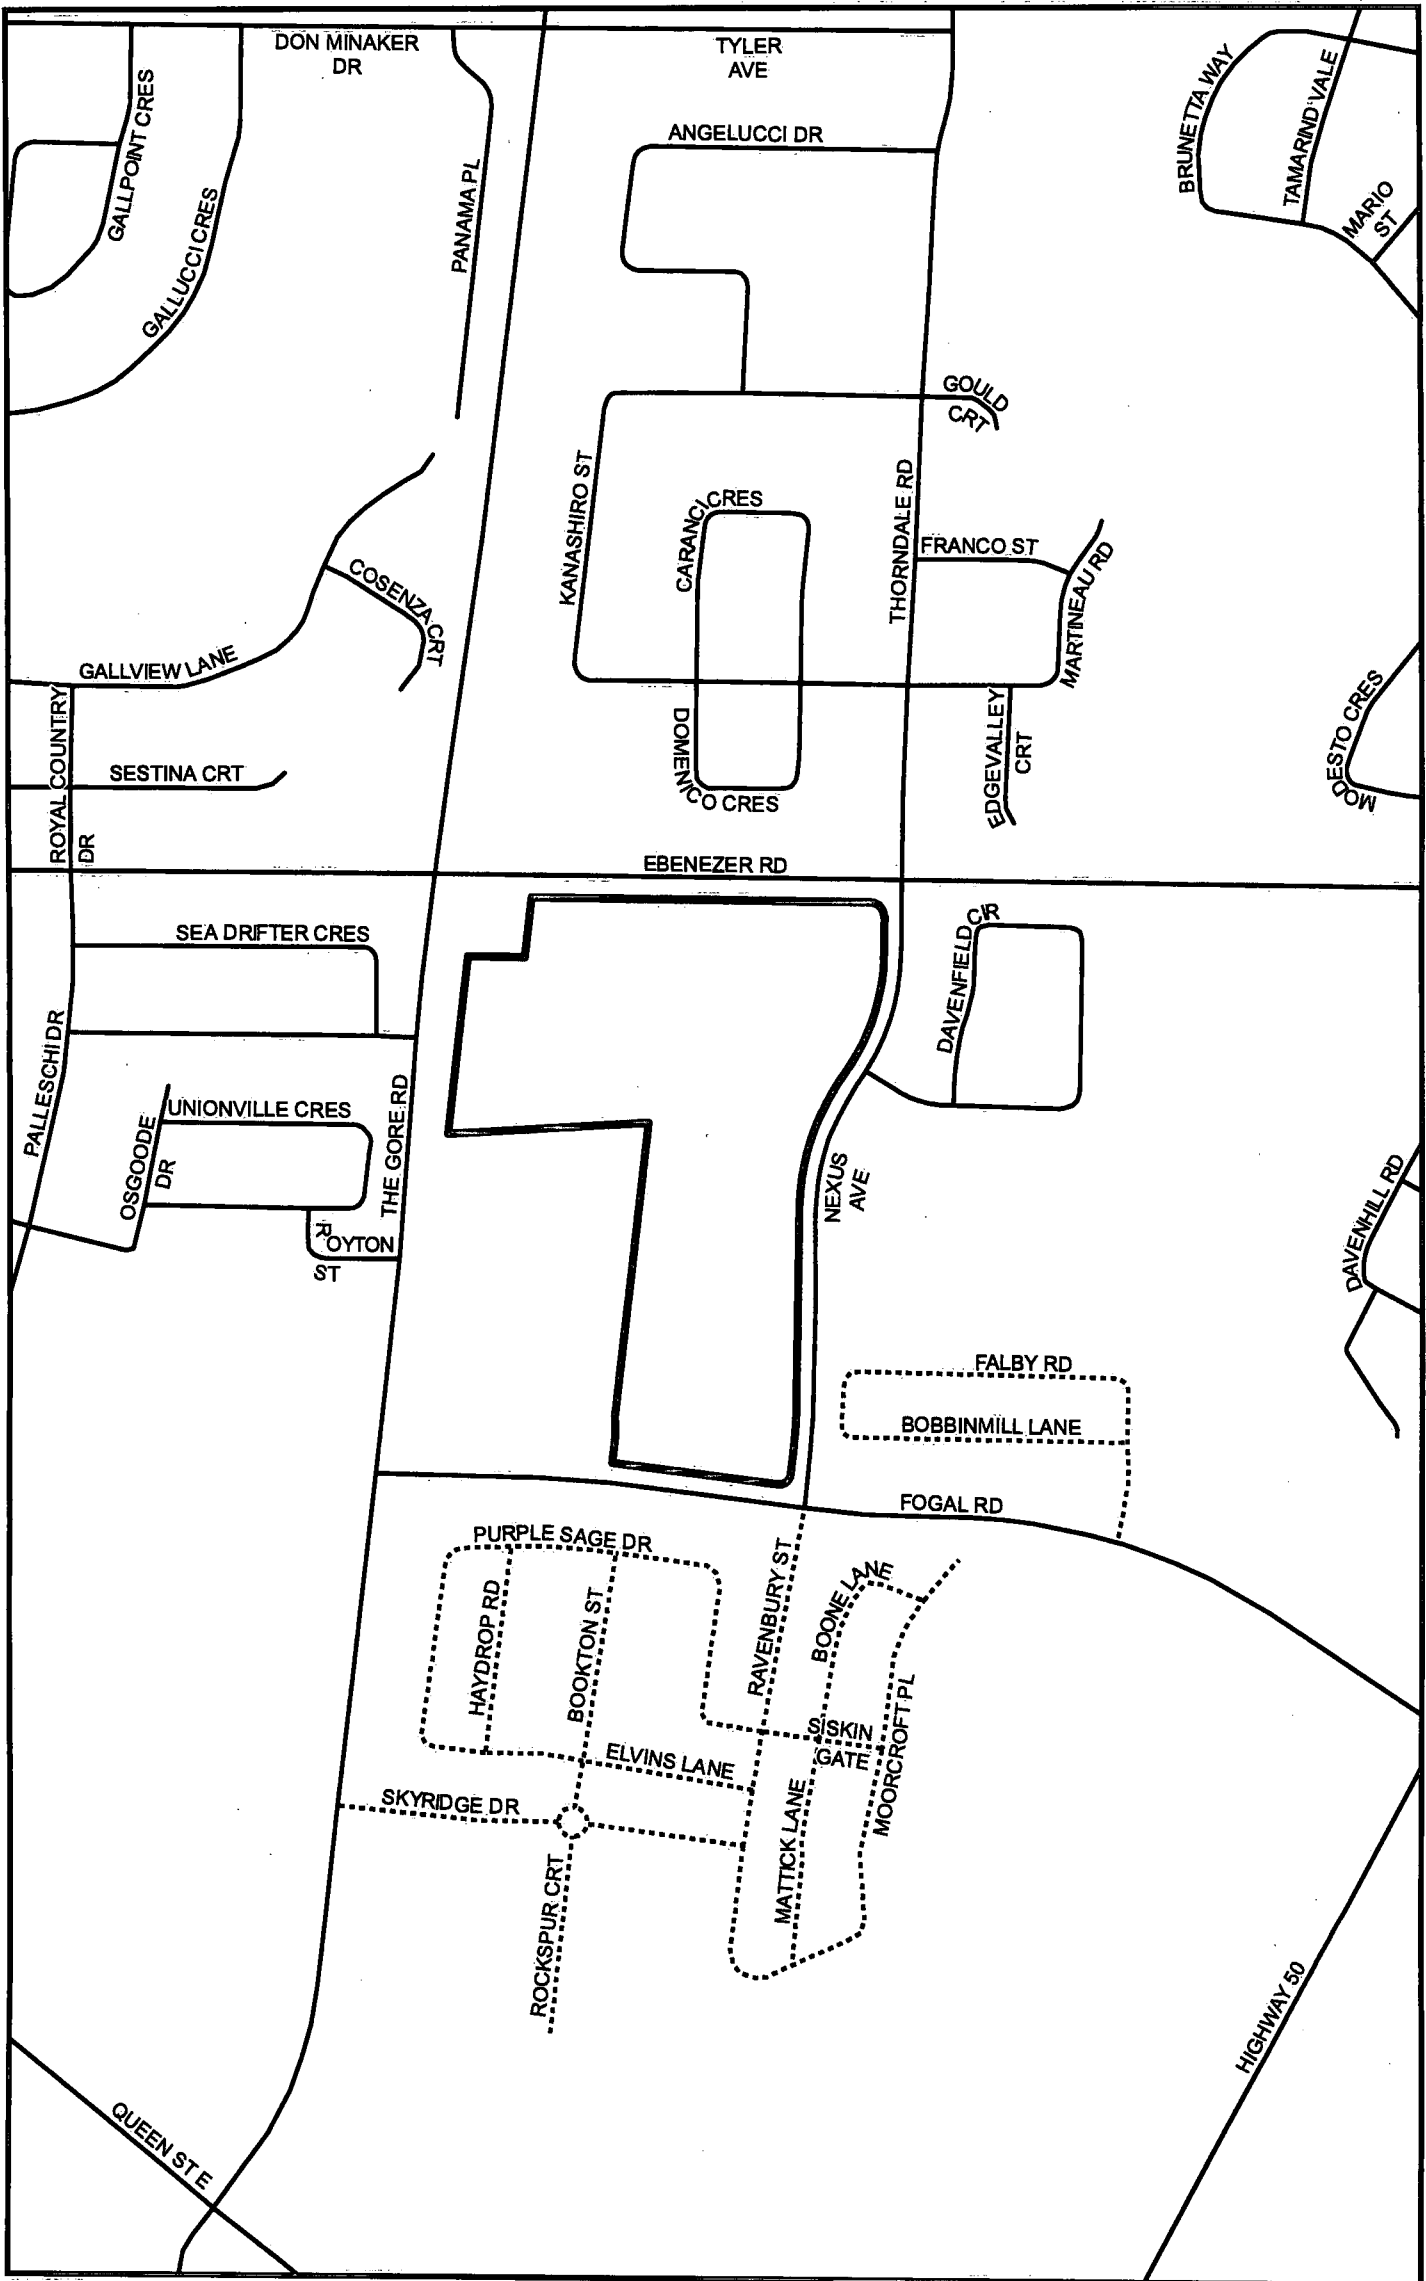 DON MINAKER
DR
TYLER
AVE
GALLPOINT CRES
GALLUCCI CRES
PANAMA PL
ANGELUCCI DR
BRUNETTA WAY
TAMARIND VALE
MARIO
ST
GOULD
CRT
KANASHIRO ST
CARANCI CRES
THORNDALE RD
FRANCO ST
MARTINEAU RD
COSENZA CRT
GALLVIEW LANE
ROYAL COUNTRY
DR
SESTINA CRT
DOMENICO CRES
EDGEVALLEY
CRT
MODESTO CRES
EBENEZER RD
SEA DRIFTER CRES
DAVENFIELD CIR
PALLESCHI DR
UNIONVILLE CRES
OSGOODE
DR
THE GORE RD
ROYTON
ST
NEXUS
AVE
DAVENHILL RD
FALBY RD
BOBBINMILL LANE
FOGAL RD
PURPLE SAGE DR
HAYDROP RD
BOOKTON ST
RAVENBURY ST
BOONE LANE
SISKIN
GATE
MOORCROFT PL
ELVINS LANE
SKYRIDGE DR
MATTICK LANE
ROCKSPUR CRT
HIGHWAY 50
QUEEN ST E